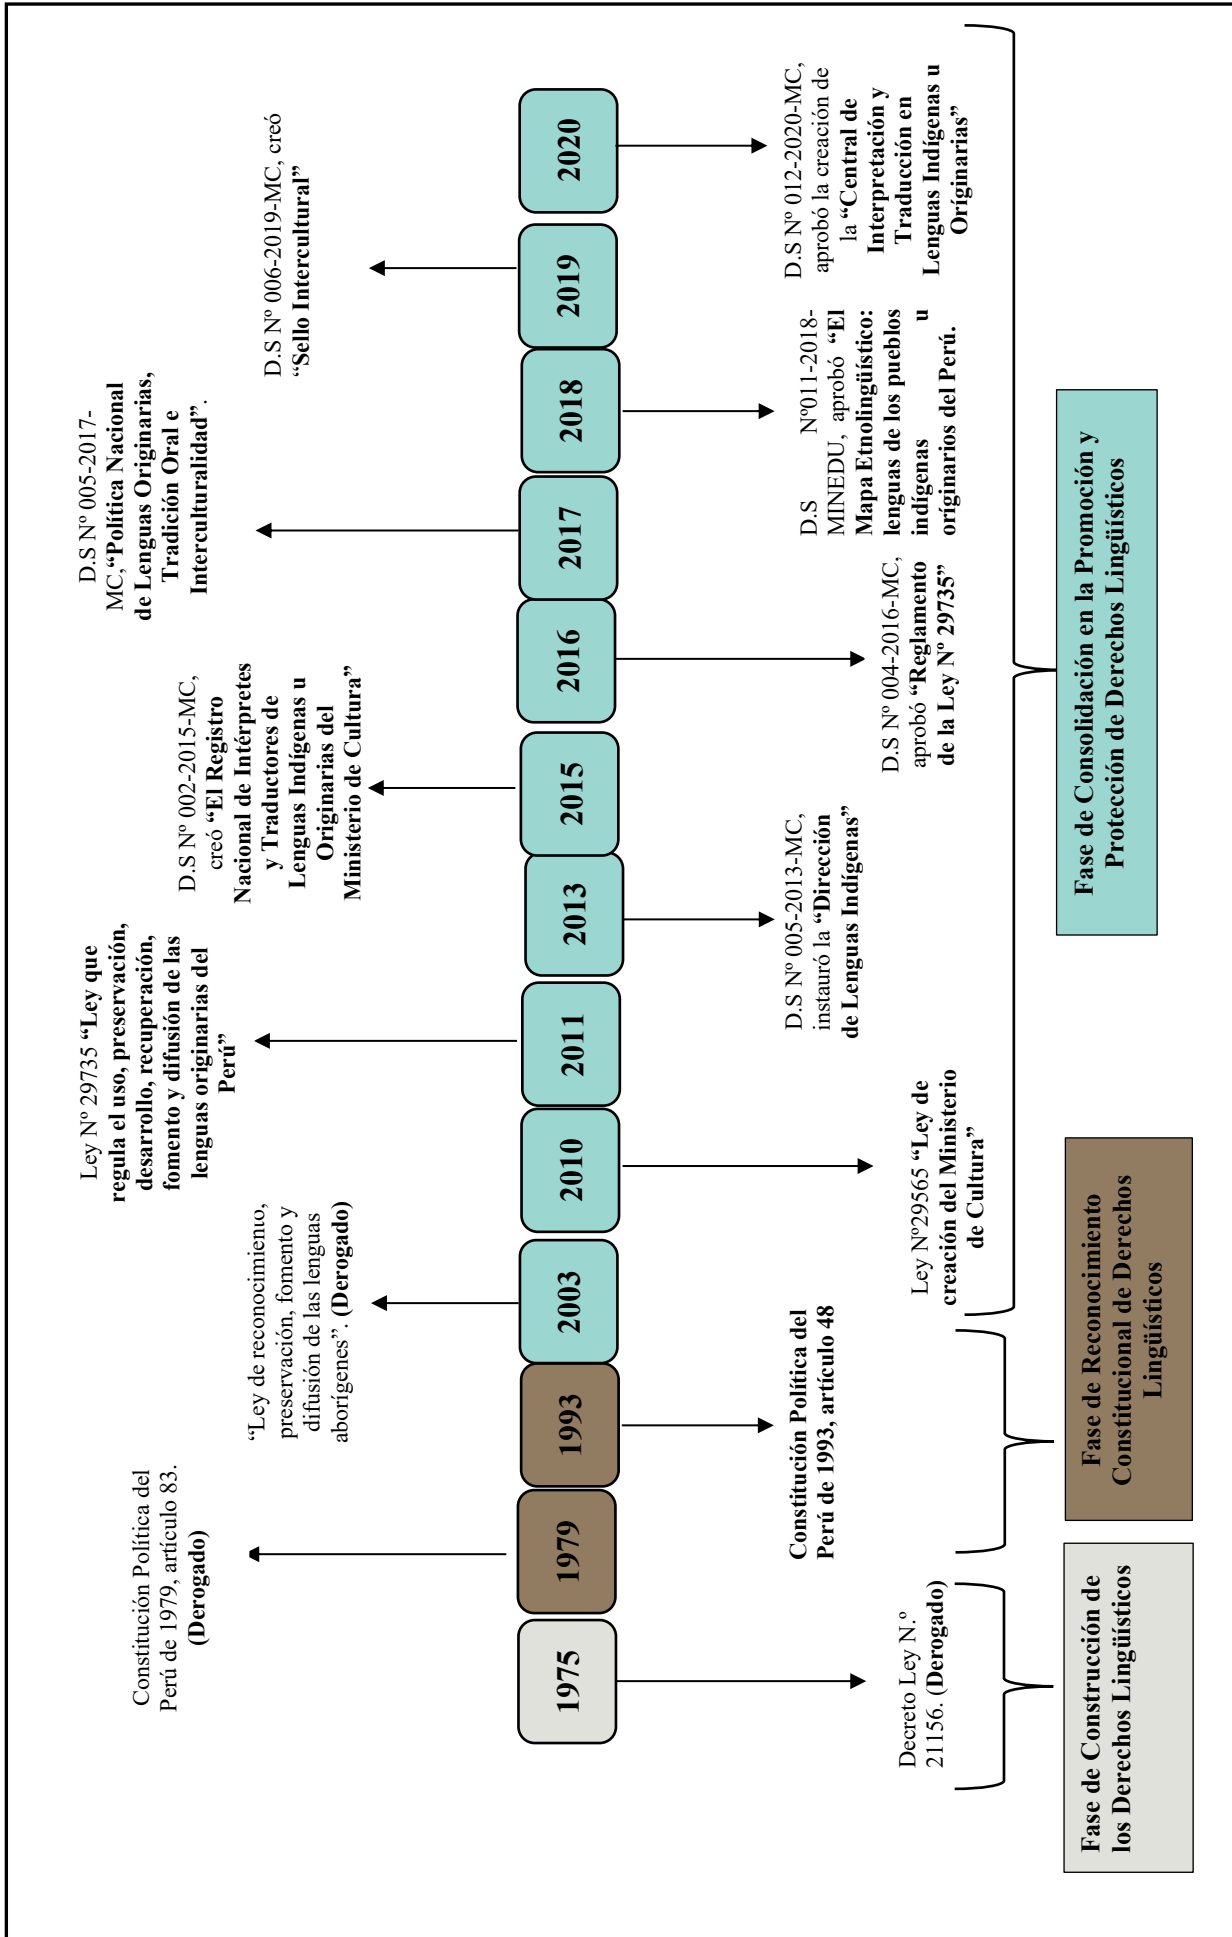 Constitución Política del
Perú de 1979, artículo 83.
(Derogado)
“Ley de reconocimiento,
preservación, fomento y
difusión de las lenguas
aborígenes”. (Derogado)
Ley Nº 29735 “Ley que
regula el uso, preservación,
desarrollo, recuperación,
fomento y difusión de las
lenguas originarias del
Perú”
D.S Nº 002-2015-MC,
creó “El Registro
Nacional de Intérpretes
y Traductores de
Lenguas Indígenas u
Originarias del
Ministerio de Cultura”
D.S Nº 005-2017-
MC,“Política Nacional
de Lenguas Originarias,
Tradición Oral e
Interculturalidad”.
D.S Nº 006-2019-MC, creó
“Sello Intercultural”
1975
1979
1993
2003
2010
2011
2013
2015
2016
2017
2018
2019
2020
Decreto Ley N.º
21156. (Derogado)
Constitución Política del
Perú de 1993, artículo 48
Ley Nº29565 “Ley de
creación del Ministerio
de Cultura”
D.S Nº 005-2013-MC,
instauró la “Dirección
de Lenguas Indígenas”
D.S Nº 004-2016-MC,
aprobó “Reglamento
de la Ley Nº 29735”
D.S Nº011-2018-
MINEDU, aprobó “El
Mapa Etnolingüístico:
lenguas de los pueblos
indígenas u
originarios del Perú.
D.S Nº 012-2020-MC,
aprobó la creación de
la “Central de
Interpretación y
Traducción en
Lenguas Indígenas u
Oríginarias”
Fase de Construcción de
los Derechos Lingüísticos
Fase de Reconocimiento
Constitucional de Derechos
Lingüísticos
Fase de Consolidación en la Promoción y
Protección de Derechos Lingüísticos